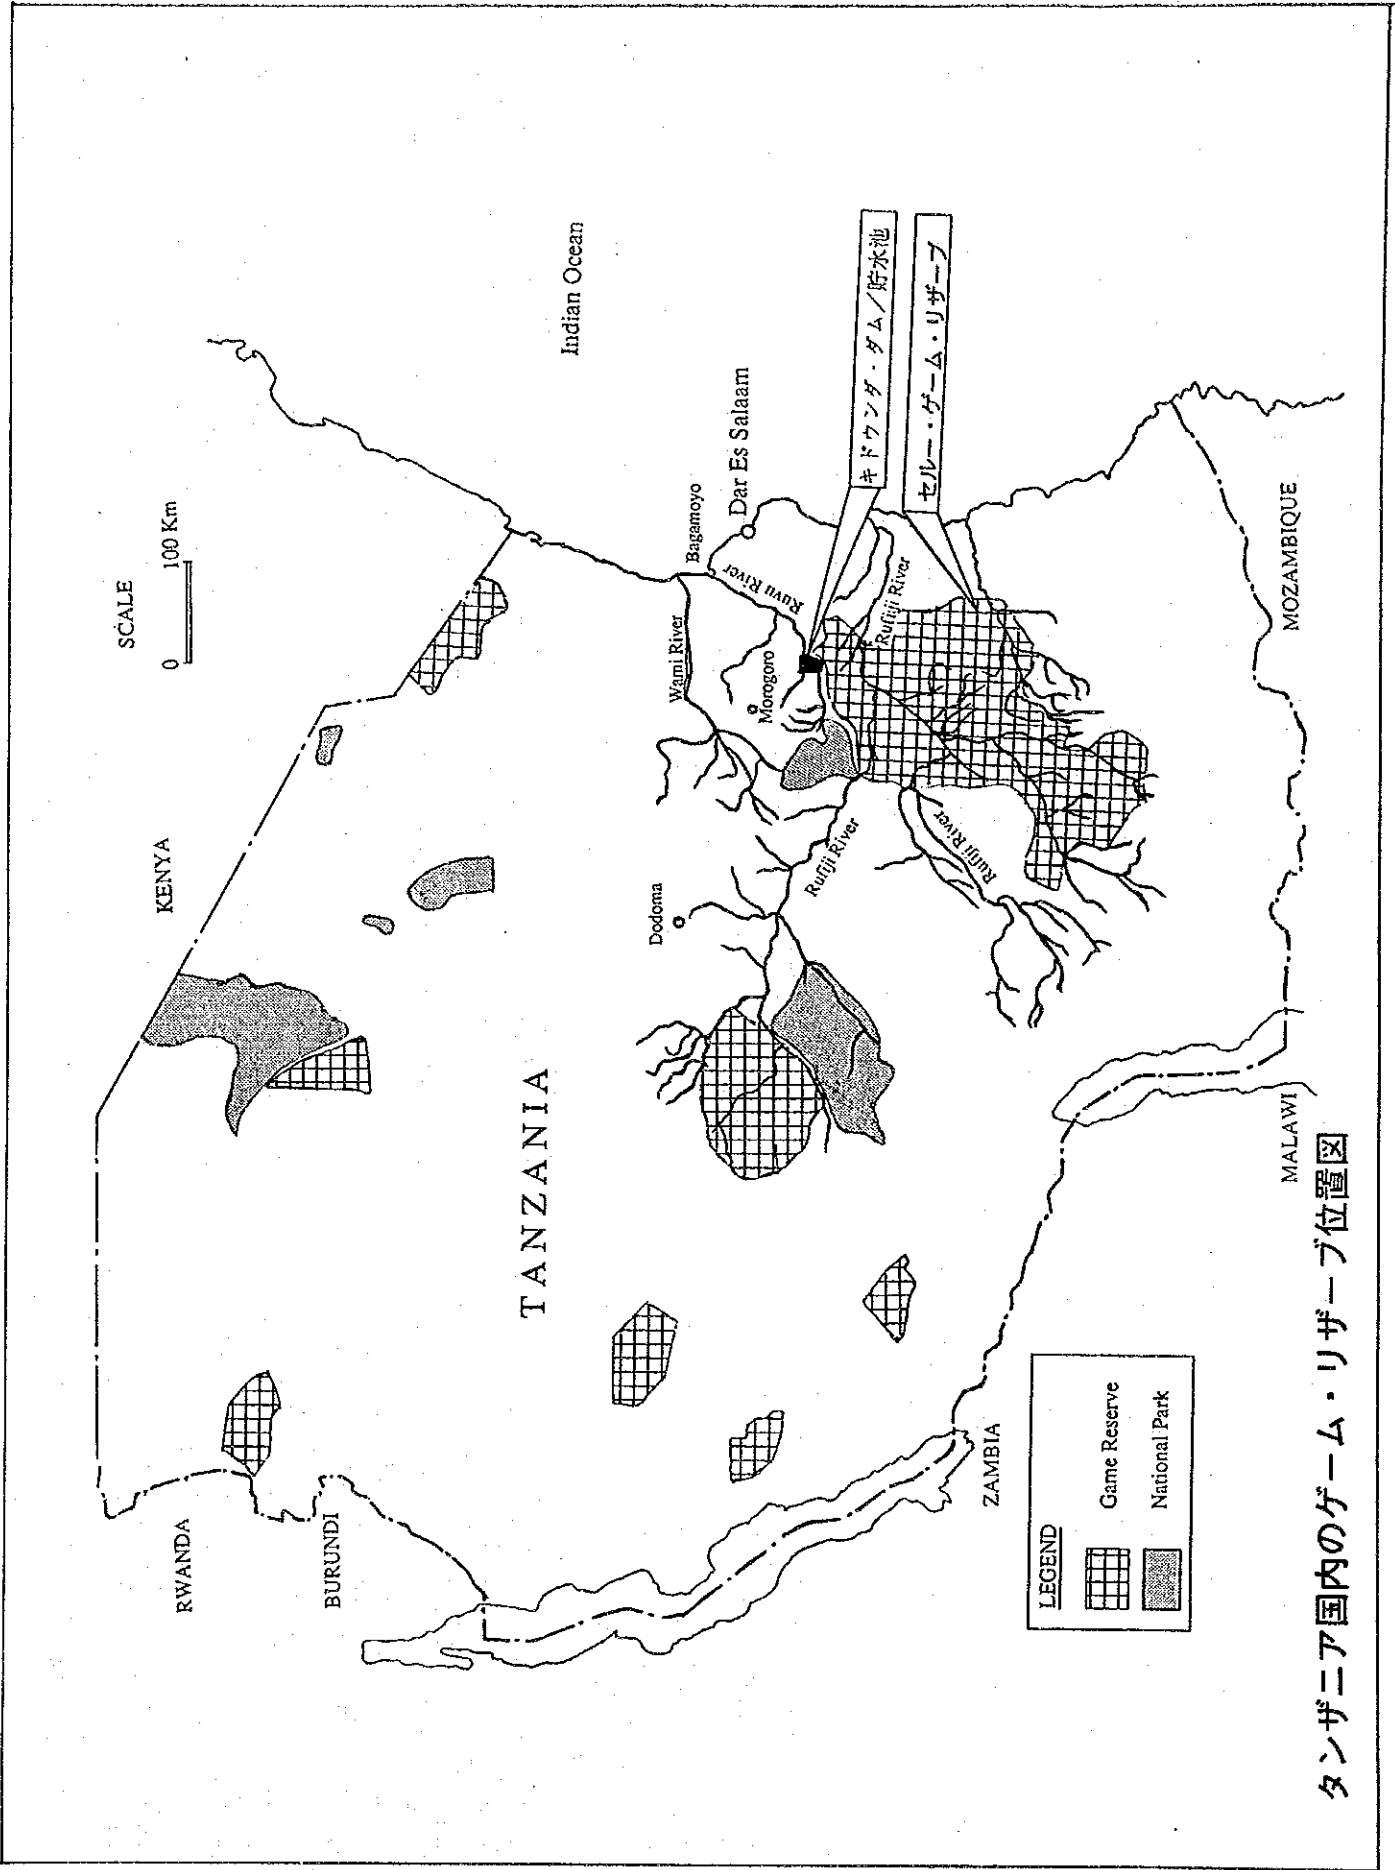 SCALE
0 100 Km
KENYA
RWANDA
BURUNDI
TANZANIA
Indian Ocean
Wami River
Bagamoyo
Ruvu River
Dar Es Salaam
Morogoro
Dodoma
Rufiji River
Rufiji River
Rufiji River
キドウンダ・ダム/貯水池
セルー・ゲーム・リザーブ
ZAMBIA
MALAWI
MOZAMBIQUE
LEGEND
Game Reserve
National Park
タンザニア国内のゲーム・リザーブ位置図